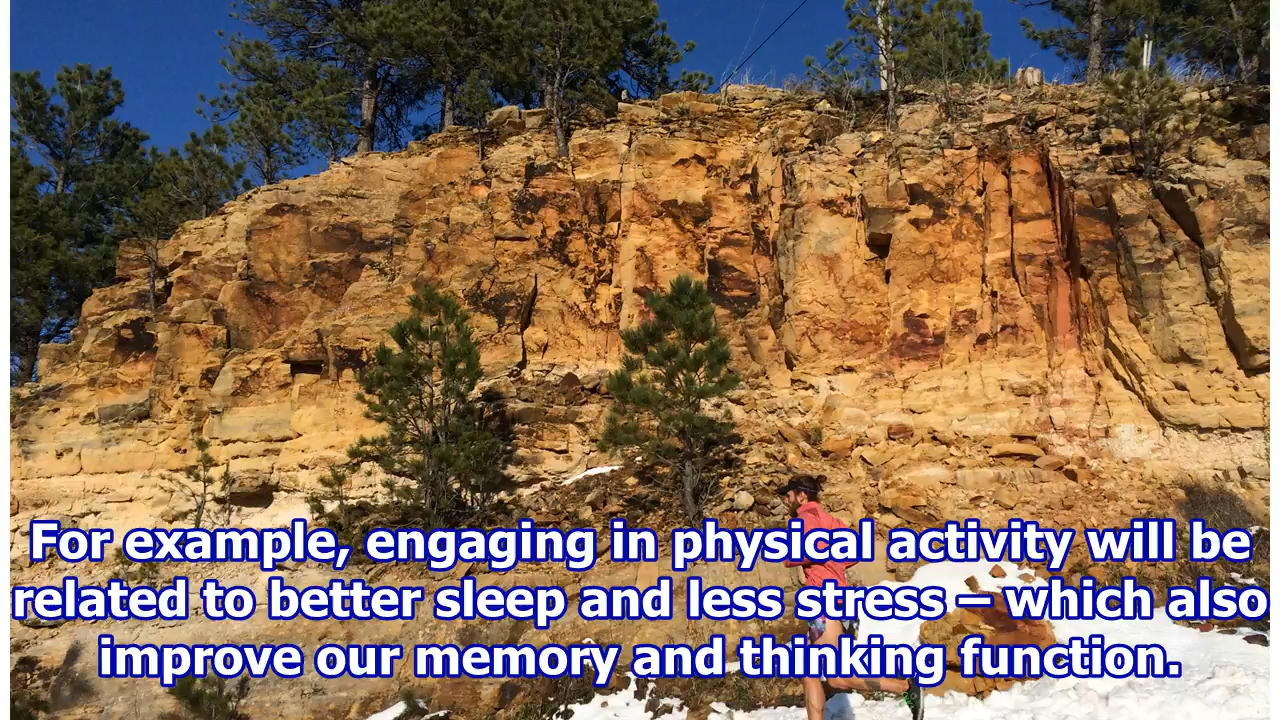 For example, engaging in physical activity will be
related to better sleep and less stress – which also
improve our memory and thinking function.